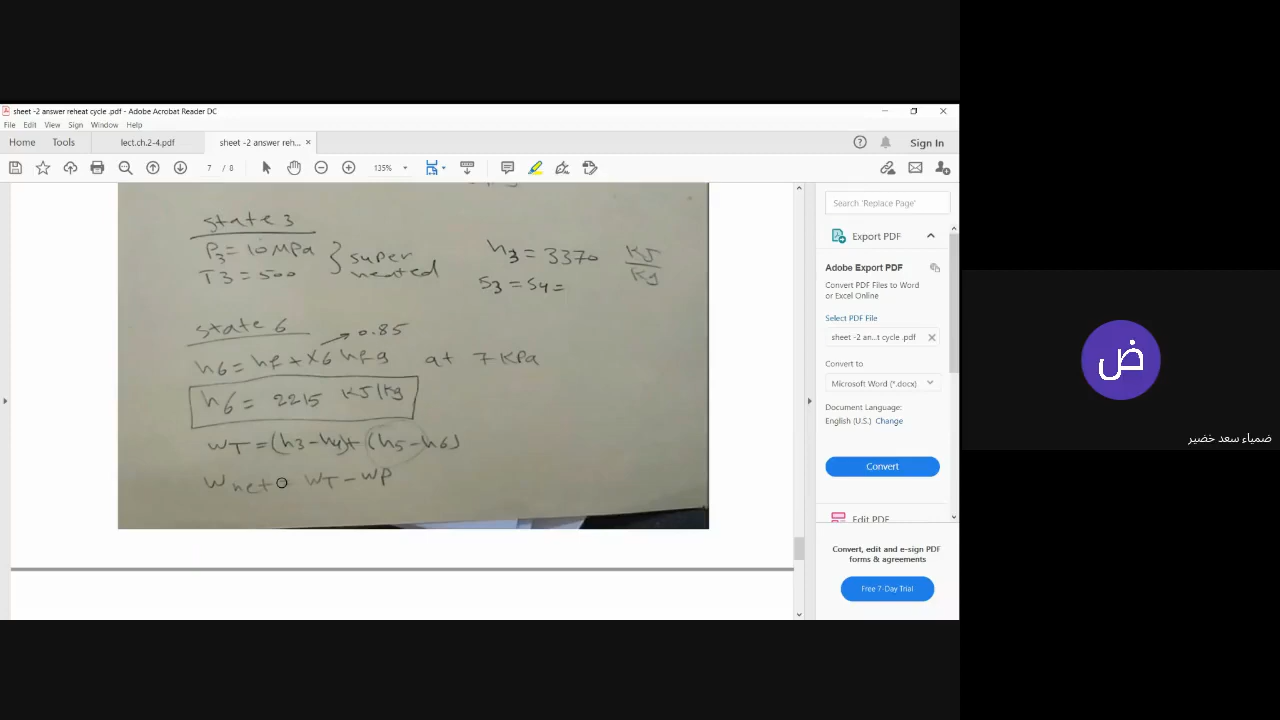 sheet -2 answer reheat cycle .pdf - Adobe Acrobat Reader DC
File Edit View Sign Window Help
Home Tools lect.ch.2-4.pdf sheet -2 answer reh... × Sign In
7 / 8 135%
state 3
P3 = 10 MPa
T3 = 500
} super heated
h3 = 3370 KJ/Kg
S3 = S4 =
state 6
→ 0.85
h6 = hf + X6 hfg at 7 KPa
h6 = 2215 KJ/Kg
WT = (h3 - h4) + (h5 - h6)
Wnet = WT - WP
Search 'Replace Page'
Export PDF
Adobe Export PDF
Convert PDF Files to Word
or Excel Online
Select PDF File
sheet -2 an...t cycle .pdf
Convert to
Microsoft Word (*.docx)
Document Language:
English (U.S.) Change
Convert
Edit PDF
Convert, edit and e-sign PDF
forms & agreements
Free 7-Day Trial
ض
ضمياء سعد خضير